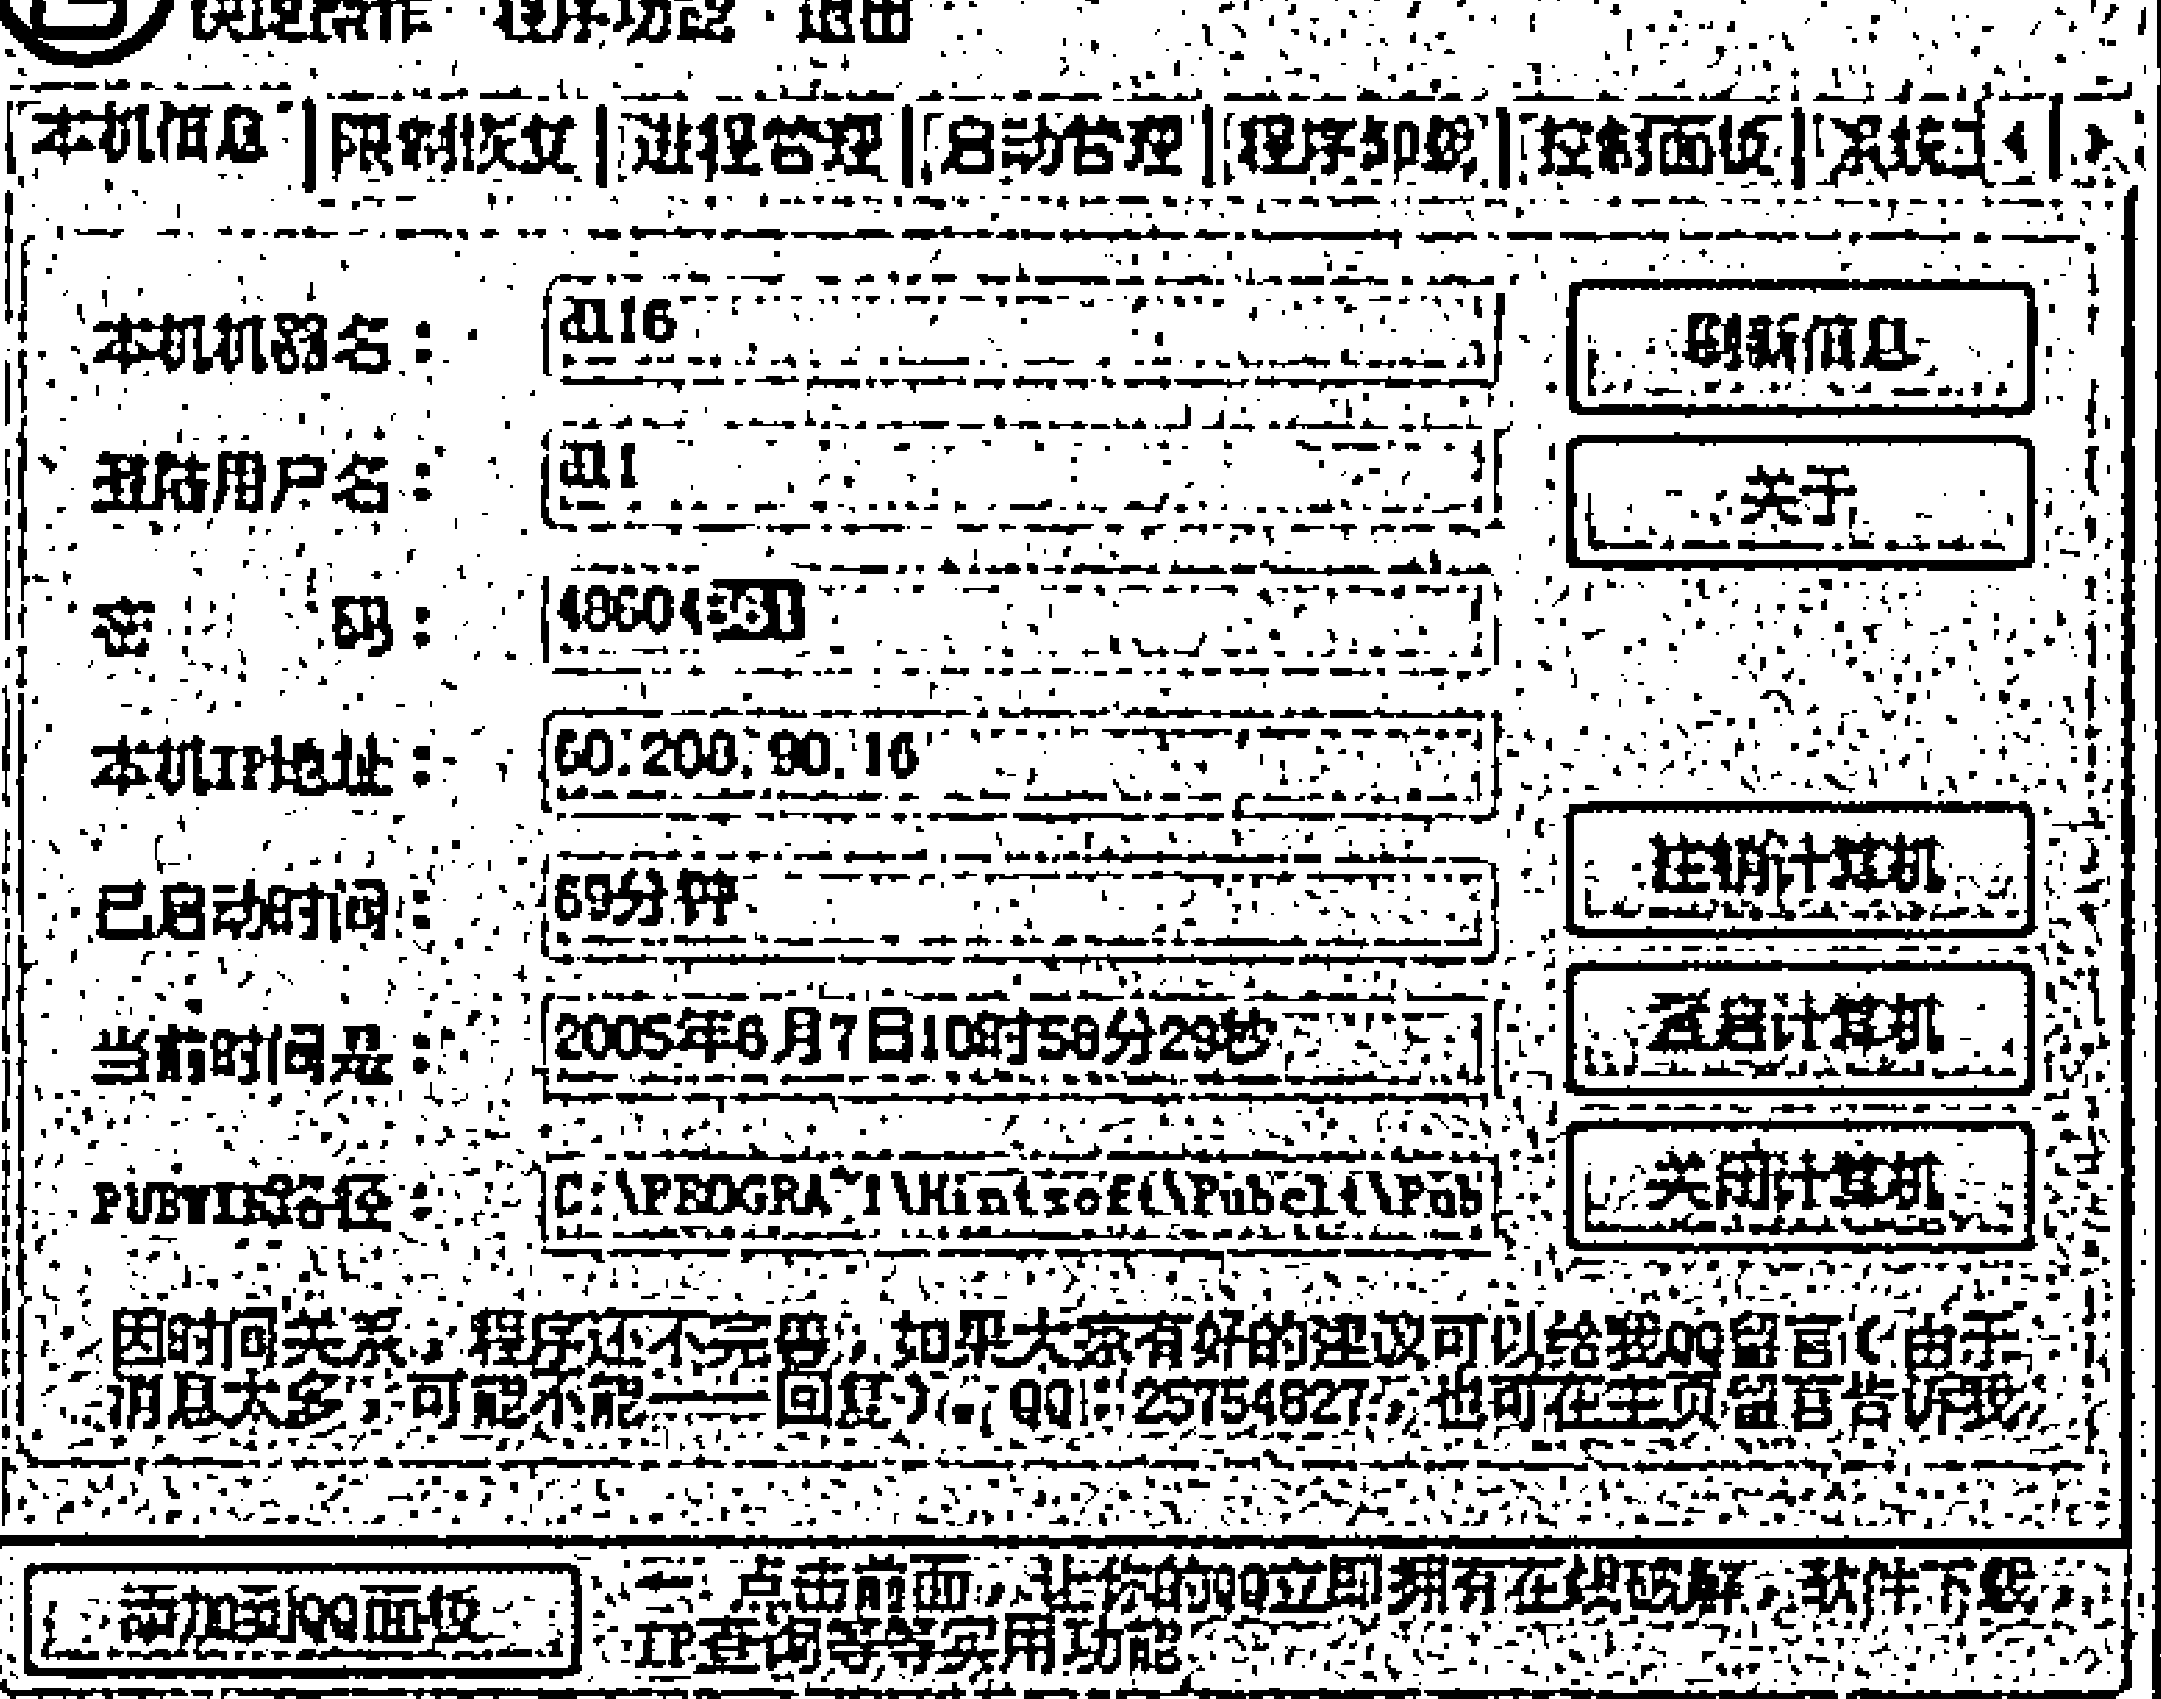 快速操作 程序功能 退出
本机信息 限制恢复 进程管理 启动管理 程序卸载 控制面板 系统工
本机机器名：
d116
刷新信息
登陆用户名：
d11
关于
密 码：
本机IP地址：
60.200.90.16
已启动时间：
69分钟
注销计算机
当前时间是：
2005年6月7日10时58分29秒
重启计算机
PUBWIN路径：
C:\PROGRA~1\Hintsoft\Pubclt\Pub
关闭计算机
因时间关系，程序还不完善，如果大家有好的建议可以给我QQ留言(由于
消息太多，可能不能一一回复)。QQ：25754627，也可在主页留言告诉我
添加到QQ面板
点击前面，让你的QQ立即拥有在线破解，软件下载，
IP查询等等实用功能